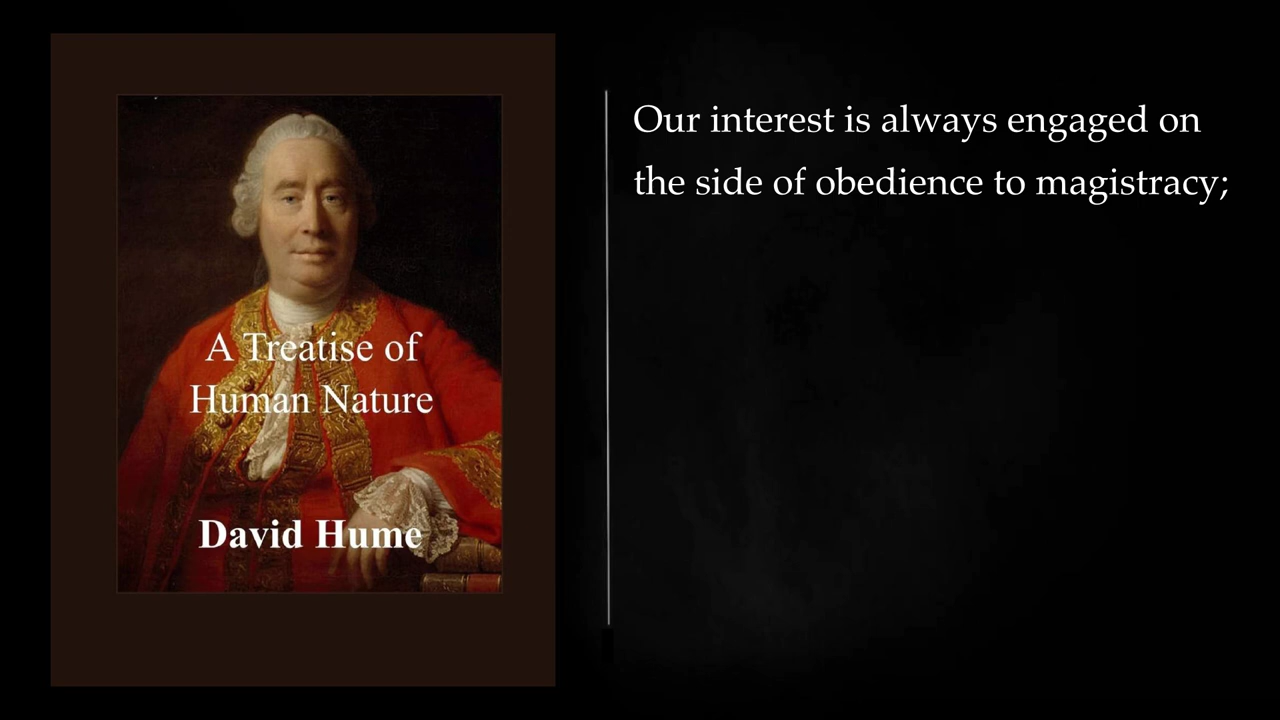 A Treatise of
Human Nature
David Hume
Our interest is always engaged on
the side of obedience to magistracy;